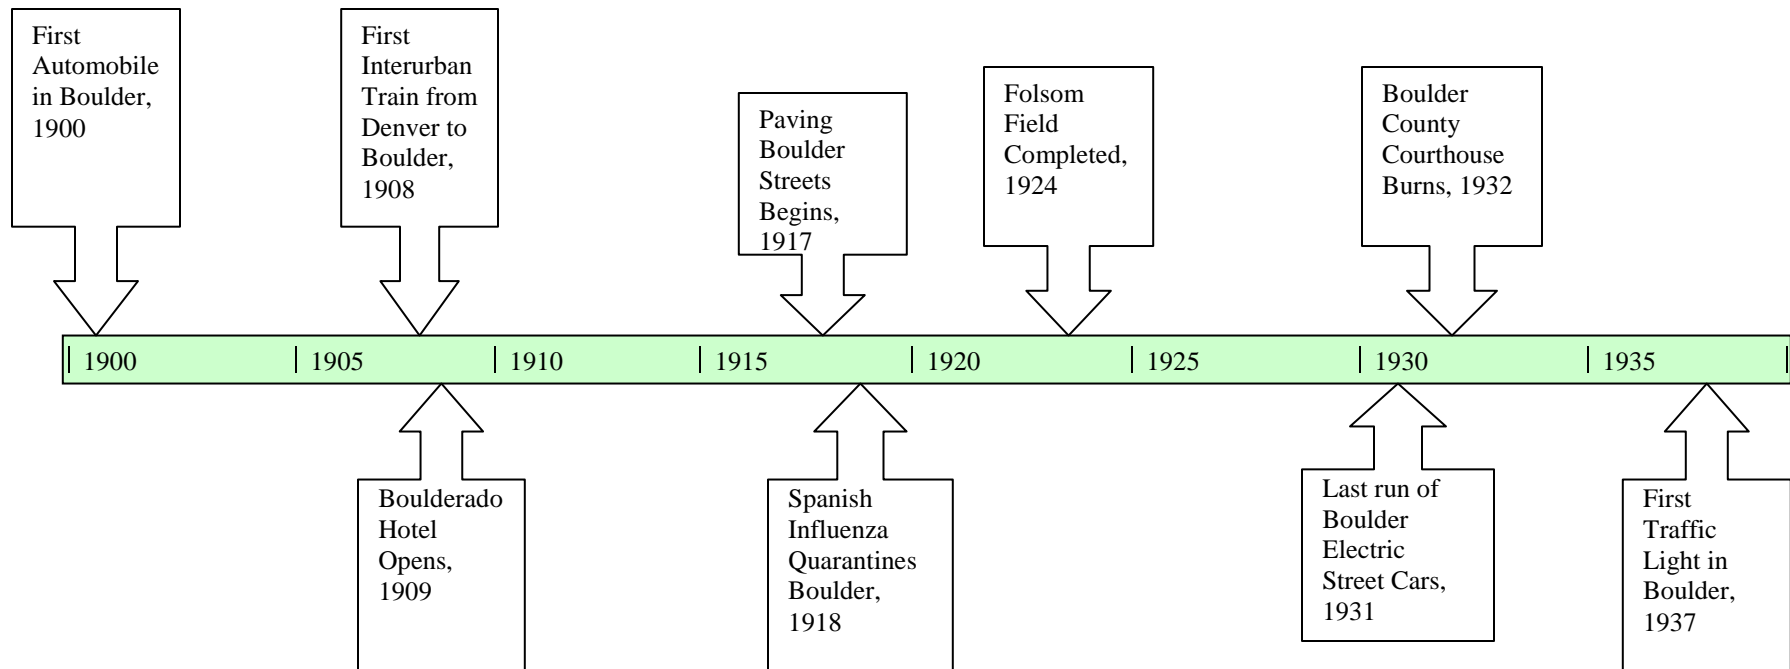 First
Automobile
in Boulder,
1900
First
Interurban
Train from
Denver to
Boulder,
1908
Paving
Boulder
Streets
Begins,
1917
Folsom
Field
Completed,
1924
Boulder
County
Courthouse
Burns, 1932
1900
1905
1910
1915
1920
1925
1930
1935
Boulderado
Hotel
Opens,
1909
Spanish
Influenza
Quarantines
Boulder,
1918
Last run of
Boulder
Electric
Street Cars,
1931
First
Traffic
Light in
Boulder,
1937